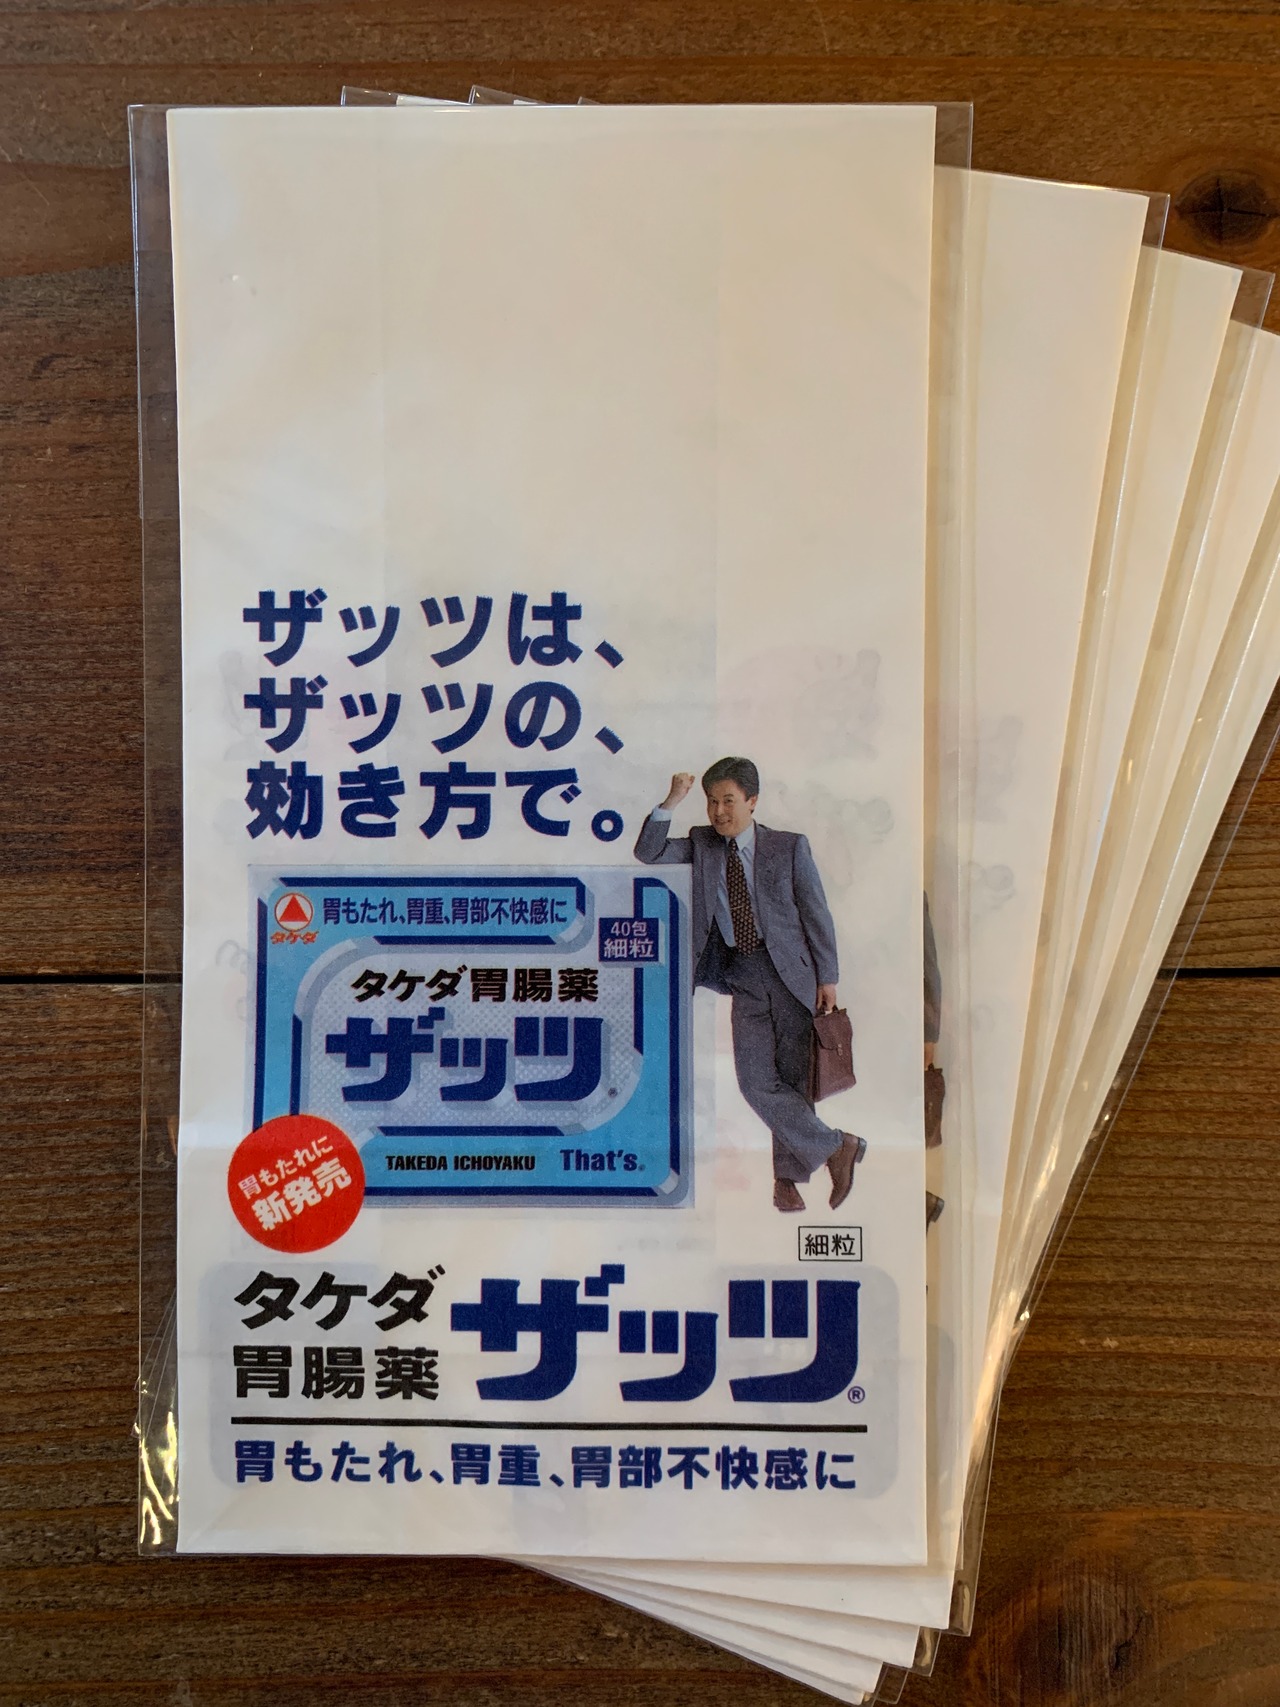 ザッツは、
ザッツの、
効き方で。
胃もたれ、胃重、胃部不快感に
タケダ
40包
細粒
タケダ胃腸薬
ザッツ®
TAKEDA ICHOYAKU That's®
胃もたれに
新発売
細粒
タケダ
胃腸薬
ザッツ®
胃もたれ、胃重、胃部不快感に